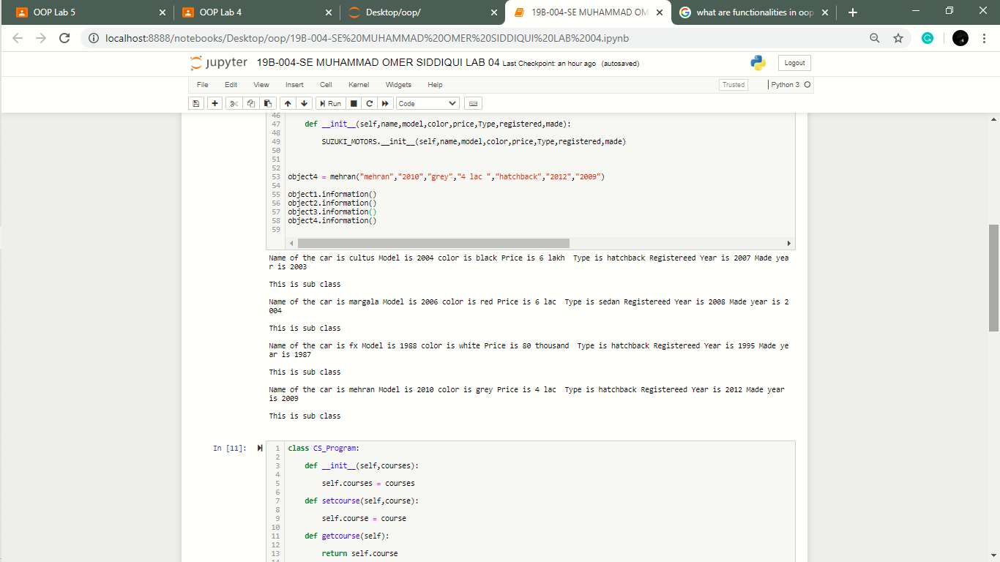 OOP Lab 5
OOP Lab 4
Desktop/oop/
19B-004-SE MUHAMMAD OM
what are functionalities in oop
localhost:8888/notebooks/Desktop/oop/19B-004-SE%20MUHAMMAD%20OMER%20SIDDIQUI%20LAB%2004.ipynb
jupyter 19B-004-SE MUHAMMAD OMER SIDDIQUI LAB 04 Last Checkpoint: an hour ago (autosaved)
Logout
File Edit View Insert Cell Kernel Widgets Help
Trusted
Python 3
Run
Code
46
47 def __init__(self,name,model,color,price,Type,registered,made):
48
49 SUZUKI_MOTORS.__init__(self,name,model,color,price,Type,registered,made)
50
51
52
53 object4 = mehran("mehran","2010","grey","4 lac ","hatchback","2012","2009")
54
55 object1.information()
56 object2.information()
57 object3.information()
58 object4.information()
59
Name of the car is cultus Model is 2004 color is black Price is 6 lakh  Type is hatchback Registereed Year is 2007 Made yea
r is 2003
This is sub class
Name of the car is margala Model is 2006 color is red Price is 6 lac  Type is sedan Registereed Year is 2008 Made year is 2
004
This is sub class
Name of the car is fx Model is 1988 color is white Price is 80 thousand  Type is hatchback Registereed Year is 1995 Made ye
ar is 1987
This is sub class
Name of the car is mehran Model is 2010 color is grey Price is 4 lac  Type is hatchback Registereed Year is 2012 Made year
is 2009
This is sub class
In [11]:
1 class CS_Program:
2
3 def __init__(self,courses):
4
5 self.courses = courses
6
7 def setcourse(self,course):
8
9 self.course = course
10
11 def getcourse(self):
12
13 return self.course